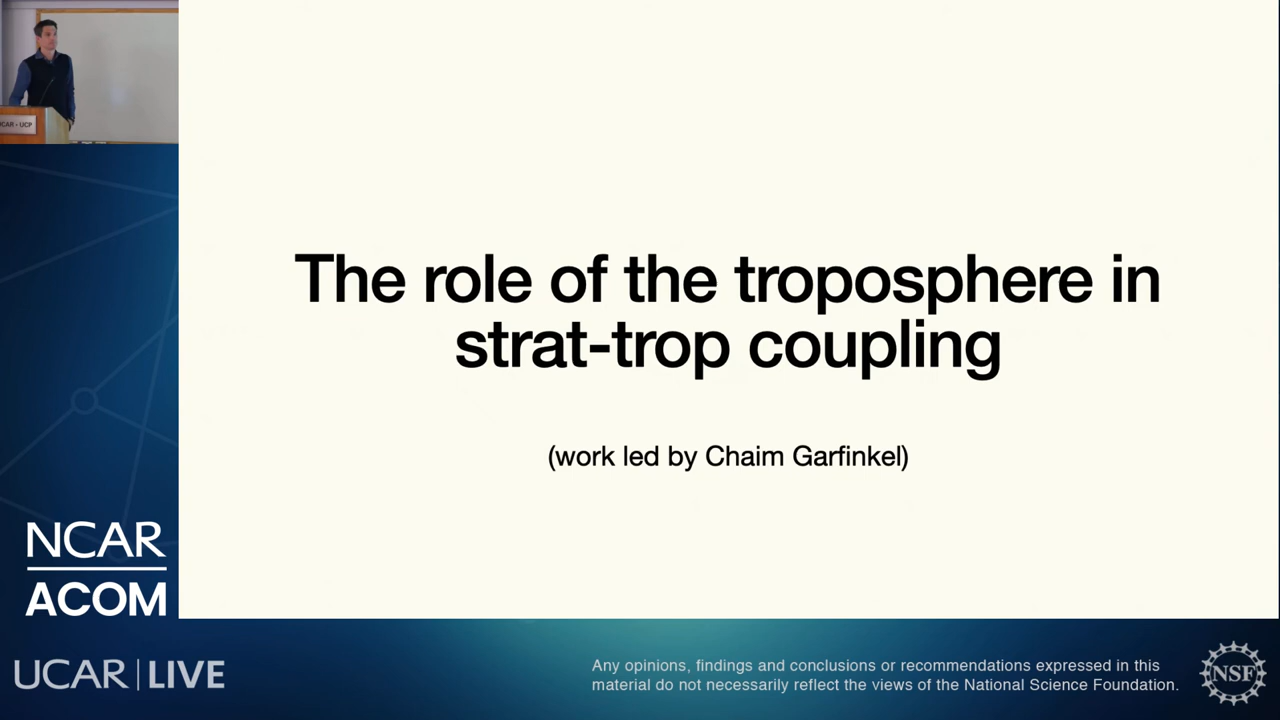 UCAR - UCP
The role of the troposphere in
strat-trop coupling
(work led by Chaim Garfinkel)
NCAR
ACOM
UCAR | LIVE
Any opinions, findings and conclusions or recommendations expressed in this
material do not necessarily reflect the views of the National Science Foundation.
NSF